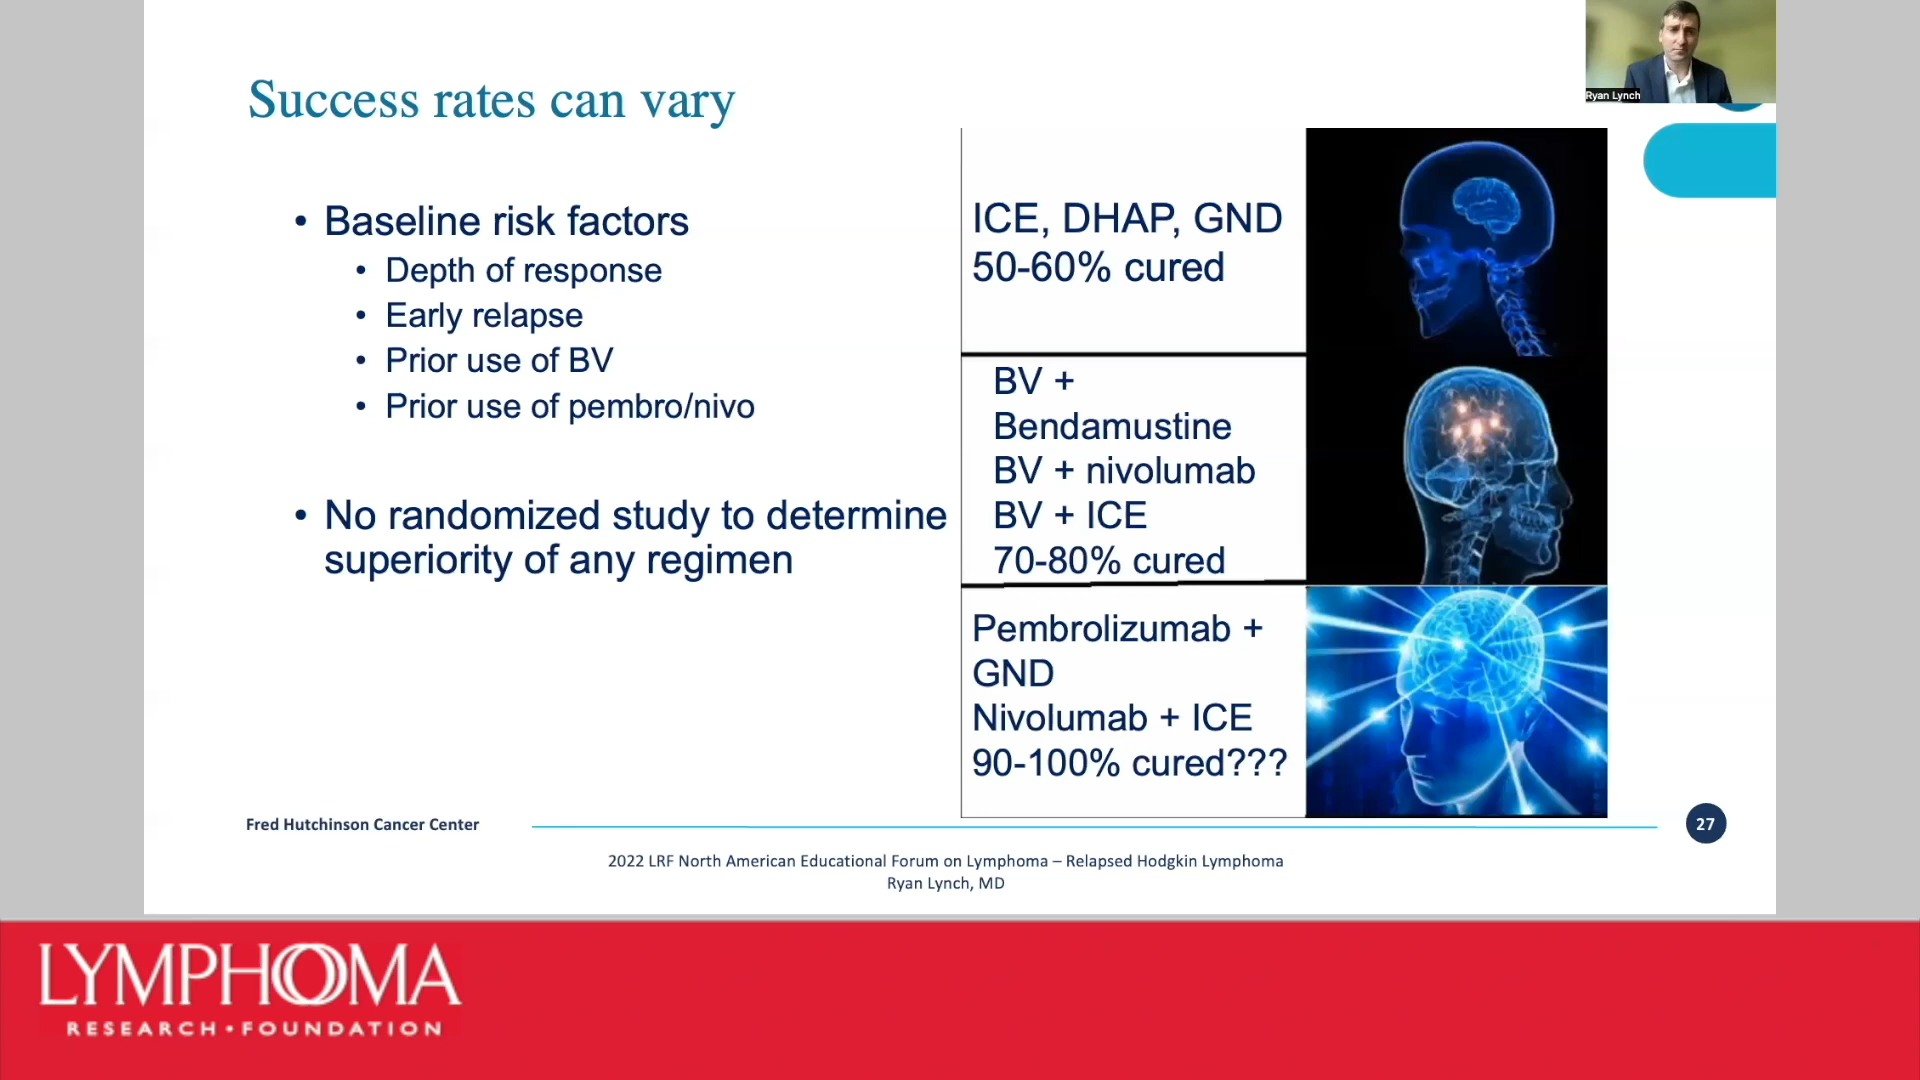 Success rates can vary
Ryan Lynch
• Baseline risk factors
• Depth of response
• Early relapse
• Prior use of BV
• Prior use of pembro/nivo
• No randomized study to determine
superiority of any regimen
ICE, DHAP, GND
50-60% cured
BV +
Bendamustine
BV + nivolumab
BV + ICE
70-80% cured
Pembrolizumab +
GND
Nivolumab + ICE
90-100% cured???
Fred Hutchinson Cancer Center
27
2022 LRF North American Educational Forum on Lymphoma – Relapsed Hodgkin Lymphoma
Ryan Lynch, MD
LYMPHOMA
RESEARCH • FOUNDATION